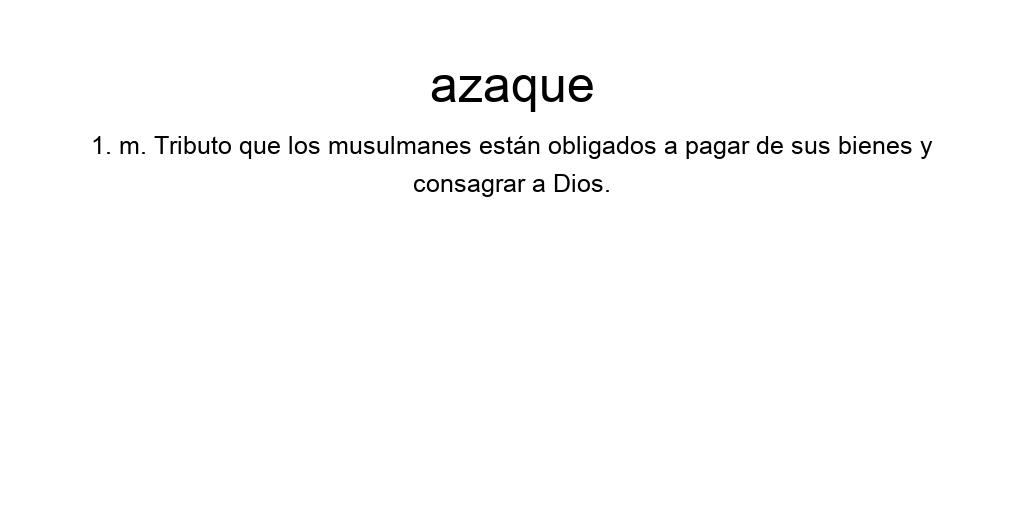 azaque
1. m. Tributo que los musulmanes están obligados a pagar de sus bienes y
consagrar a Dios.